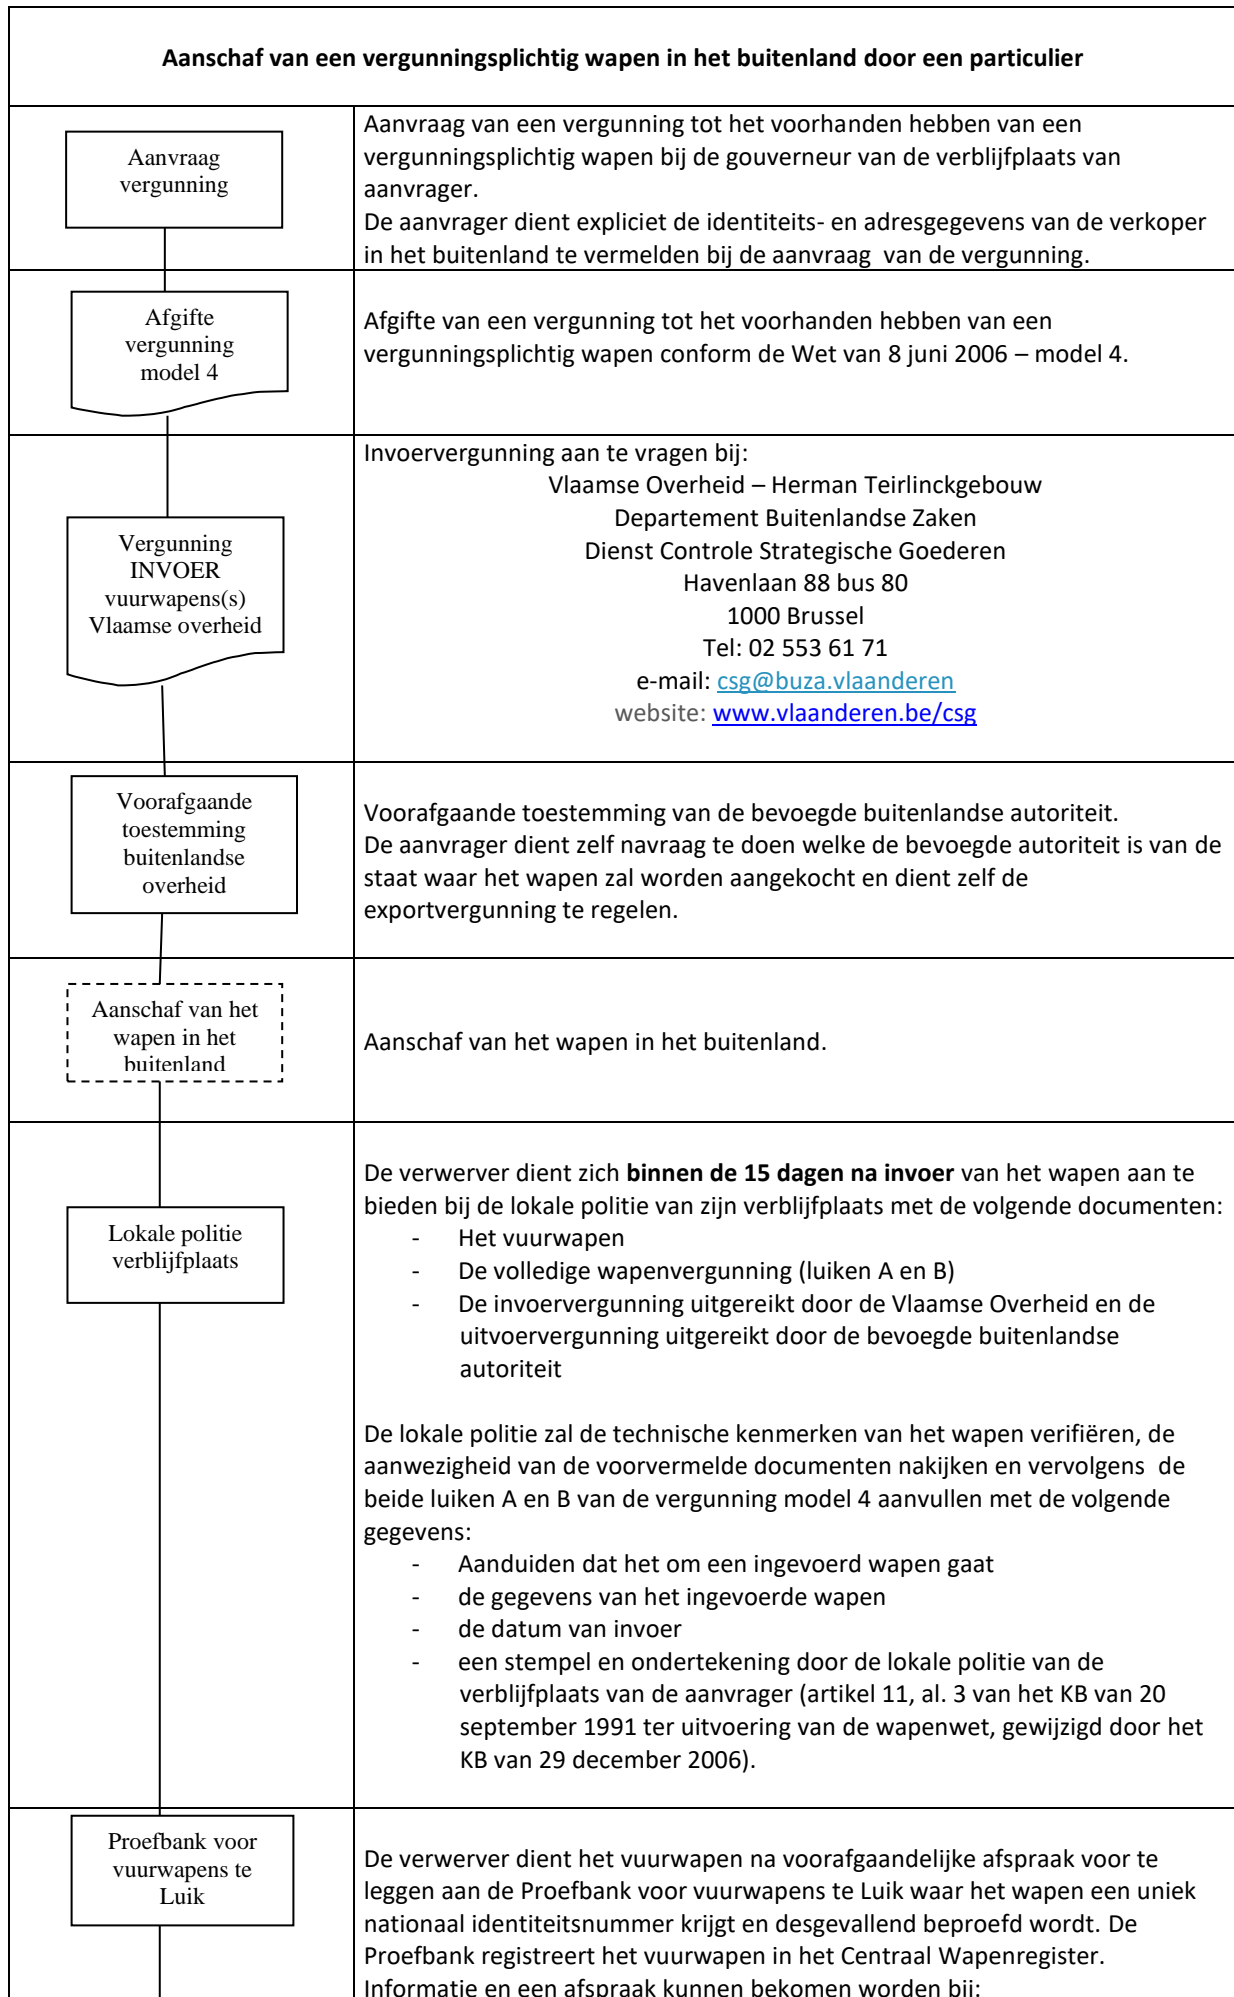 Aanschaf van een vergunningsplichtig wapen in het buitenland door een particulier
Aanvraag
vergunning
Aanvraag van een vergunning tot het voorhanden hebben van een
vergunningsplichtig wapen bij de gouverneur van de verblijfplaats van
aanvrager.
De aanvrager dient expliciet de identiteits- en adresgegevens van de verkoper
in het buitenland te vermelden bij de aanvraag van de vergunning.
Afgifte
vergunning
model 4
Afgifte van een vergunning tot het voorhanden hebben van een
vergunningsplichtig wapen conform de Wet van 8 juni 2006 – model 4.
Vergunning
INVOER
vuurwapens(s)
Vlaamse overheid
Invoervergunning aan te vragen bij:
Vlaamse Overheid – Herman Teirlinckgebouw
Departement Buitenlandse Zaken
Dienst Controle Strategische Goederen
Havenlaan 88 bus 80
1000 Brussel
Tel: 02 553 61 71
e-mail: csg@buza.vlaanderen
website: www.vlaanderen.be/csg
Voorafgaande
toestemming
buitenlandse
overheid
Voorafgaande toestemming van de bevoegde buitenlandse autoriteit.
De aanvrager dient zelf navraag te doen welke de bevoegde autoriteit is van de
staat waar het wapen zal worden aangekocht en dient zelf de
exportvergunning te regelen.
Aanschaf van het
wapen in het
buitenland
Aanschaf van het wapen in het buitenland.
Lokale politie
verblijfplaats
De verwerver dient zich binnen de 15 dagen na invoer van het wapen aan te
bieden bij de lokale politie van zijn verblijfplaats met de volgende documenten:
- Het vuurwapen
- De volledige wapenvergunning (luiken A en B)
- De invoervergunning uitgereikt door de Vlaamse Overheid en de
uitvoervergunning uitgereikt door de bevoegde buitenlandse
autoriteit
De lokale politie zal de technische kenmerken van het wapen verifiëren, de
aanwezigheid van de voorvermelde documenten nakijken en vervolgens de
beide luiken A en B van de vergunning model 4 aanvullen met de volgende
gegevens:
- Aanduiden dat het om een ingevoerd wapen gaat
- de gegevens van het ingevoerde wapen
- de datum van invoer
- een stempel en ondertekening door de lokale politie van de
verblijfplaats van de aanvrager (artikel 11, al. 3 van het KB van 20
september 1991 ter uitvoering van de wapenwet, gewijzigd door het
KB van 29 december 2006).
Proefbank voor
vuurwapens te
Luik
De verwerver dient het vuurwapen na voorafgaandelijke afspraak voor te
leggen aan de Proefbank voor vuurwapens te Luik waar het wapen een uniek
nationaal identiteitsnummer krijgt en desgevallend beproefd wordt. De
Proefbank registreert het vuurwapen in het Centraal Wapenregister.
Informatie en een afspraak kunnen bekomen worden bij: